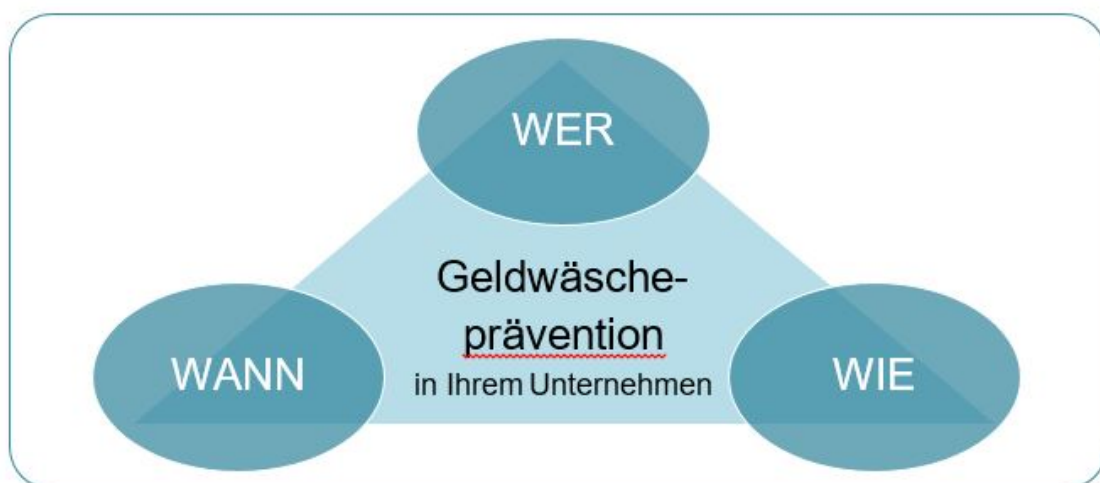 WER
Geldwäsche-
prävention
in Ihrem Unternehmen
WANN
WIE